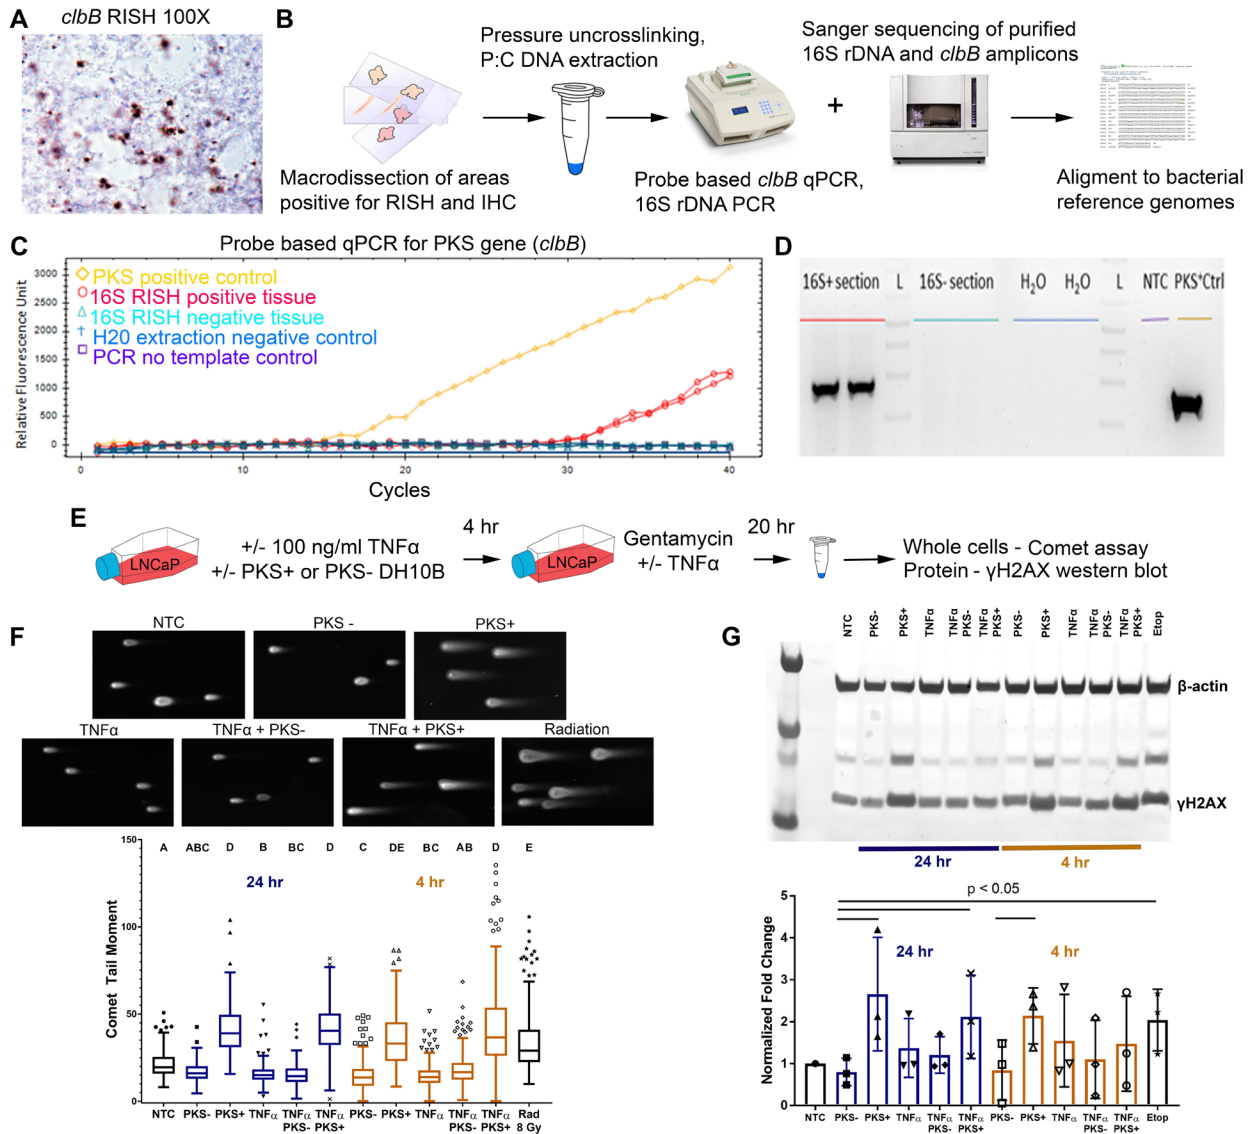 A
clbB RISH 100X
B
Pressure uncrosslinking,
P:C DNA extraction
Sanger sequencing of purified
16S rDNA and clbB amplicons
+
Macrodissection of areas
positive for RISH and IHC
Probe based clbB qPCR,
16S rDNA PCR
Aligment to bacterial
reference genomes
C
Probe based qPCR for PKS gene (clbB)
PKS positive control
16S RISH positive tissue
16S RISH negative tissue
H20 extraction negative control
PCR no template control
Relative Fluorescence Unit
3000
2500
2000
1500
1000
500
0
0 10 20 30 40
Cycles
D
16S+ section L 16S- section H2O H2O L NTC PKS+Ctrl
E
LNCaP
+/- 100 ng/ml TNFα
+/- PKS+ or PKS- DH10B
4 hr
LNCaP
Gentamycin
+/- TNFα
20 hr
Whole cells - Comet assay
Protein - γH2AX western blot
F
NTC PKS - PKS+
TNFα TNFα + PKS- TNFα + PKS+ Radiation
Comet Tail Moment
150
100
50
0
A ABC D B BC D C DE BC AB D E
24 hr 4 hr
NTC PKS- PKS+ TNFα TNFα PKS- TNFα PKS+ PKS- PKS+ TNFα TNFα PKS- TNFα PKS+ Rad 8 Gy
G
NTC PKS- PKS+ TNFα TNFα PKS- TNFα PKS+ PKS- PKS+ TNFα TNFα PKS- TNFα PKS+ Etop
β-actin
γH2AX
24 hr 4 hr
p < 0.05
Normalized Fold Change
5
4
3
2
1
0
24 hr 4 hr
NTC PKS- PKS+ TNFα TNFα PKS- TNFα PKS+ PKS- PKS+ TNFα TNFα PKS- TNFα PKS+ Etop